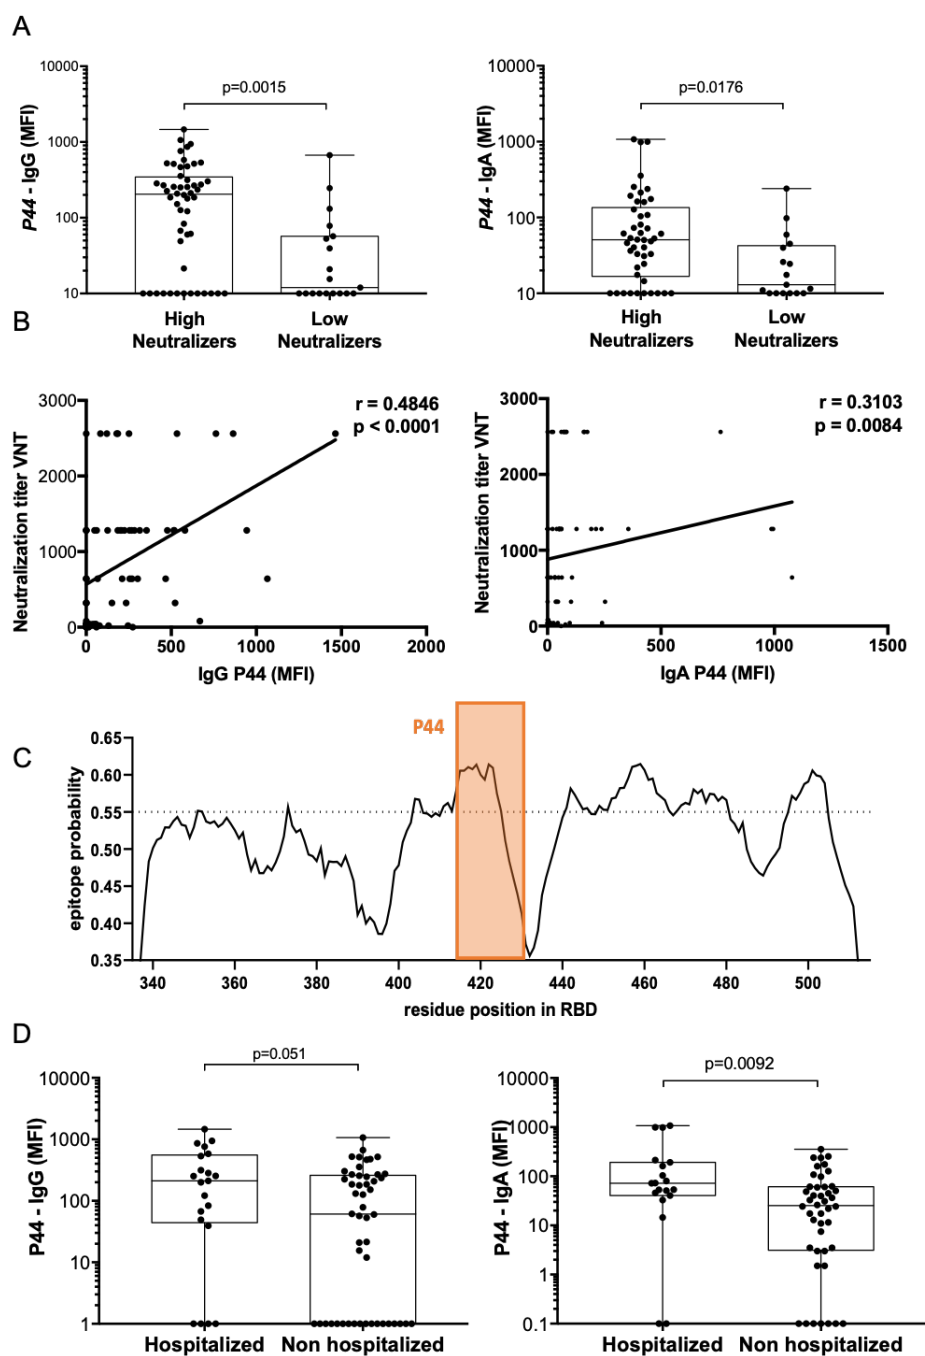 A
p=0.0015
P44 - IgG (MFI)
10000
1000
100
10
High
Neutralizers
Low
Neutralizers
p=0.0176
P44 - IgA (MFI)
10000
1000
100
10
High
Neutralizers
Low
Neutralizers
B
r = 0.4846
p < 0.0001
Neutralization titer VNT
3000
2000
1000
0
0 500 1000 1500 2000
IgG P44 (MFI)
r = 0.3103
p = 0.0084
Neutralization titer VNT
3000
2000
1000
0
0 500 1000 1500
IgA P44 (MFI)
C
P44
epitope probability
0.65
0.60
0.55
0.50
0.45
0.40
0.35
340 360 380 400 420 440 460 480 500
residue position in RBD
D
p=0.051
P44 - IgG (MFI)
10000
1000
100
10
1
Hospitalized Non hospitalized
p=0.0092
P44 - IgA (MFI)
10000
1000
100
10
1
0.1
Hospitalized Non hospitalized